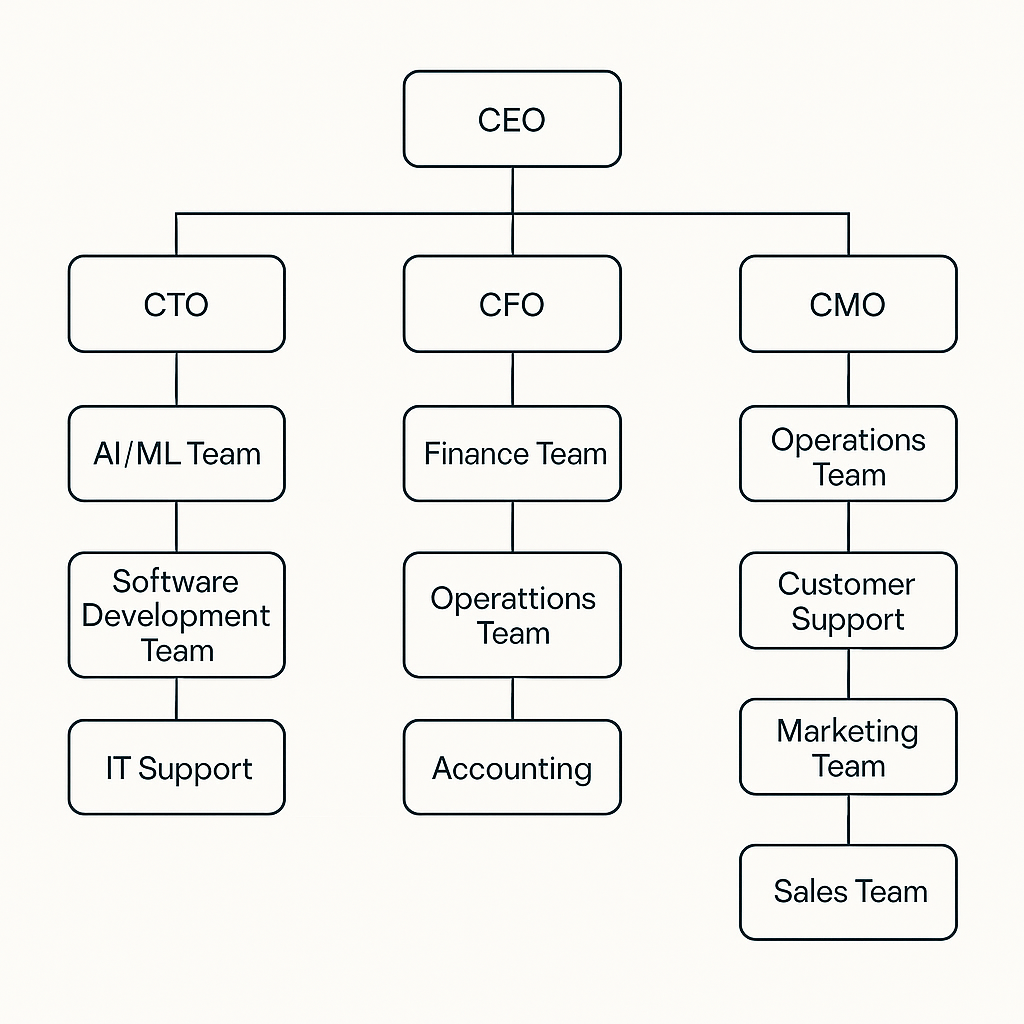 CEO
CTO
CFO
CMO
AI/ML Team
Finance Team
Operations
Team
Software
Development
Team
Operattions
Team
Customer
Support
IT Support
Accounting
Marketing
Team
Sales Team